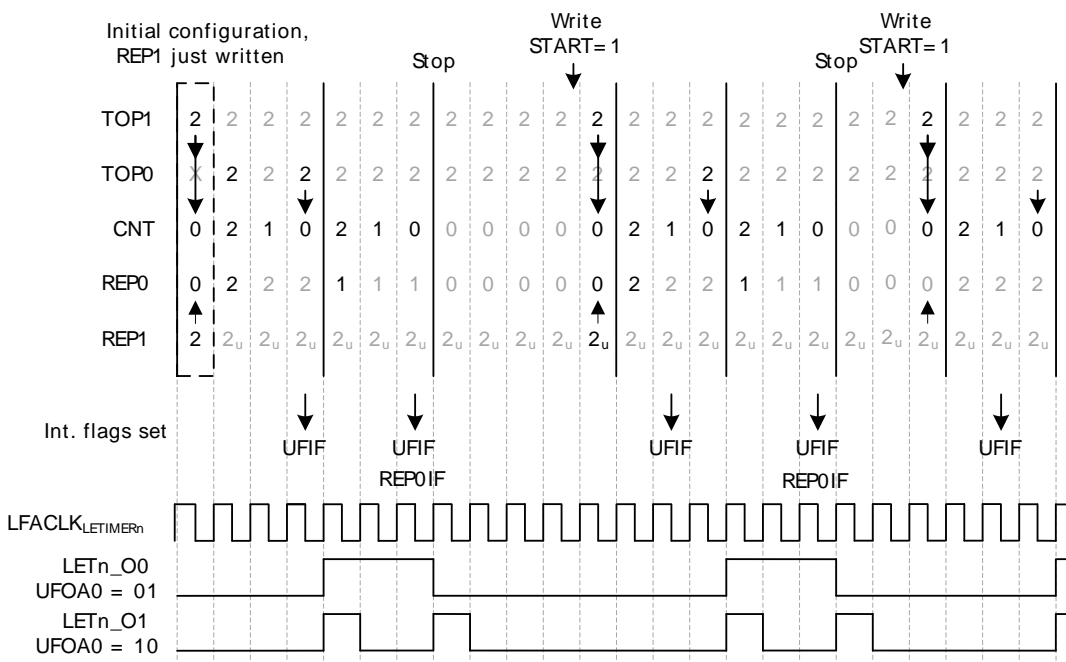 Initial configuration,
REP1 just written
Stop
Write
START= 1
Stop
Write
START= 1
TOP1 2 2 2 2 2 2 2 2 2 2 2 2 2 2 2 2 2 2 2 2 2 2 2 2
TOP0 X 2 2 2 2 2 2 2 2 2 2 2 2 2 2 2 2 2 2 2 2 2 2 2
CNT 0 2 1 0 2 1 0 0 0 0 0 0 2 1 0 2 1 0 0 0 0 2 1 0
REP0 0 2 2 2 1 1 1 0 0 0 0 0 2 2 2 1 1 1 0 0 0 2 2 2
REP1 2 2u 2u 2u 2u 2u 2u 2u 2u 2u 2u 2u 2u 2u 2u 2u 2u 2u 2u 2u 2u 2u 2u 2u
Int. flags set
UFIF UFIF UFIF UFIF UFIF
REP0IF REP0IF
LFACLKLETIMERn
LETn_O0
UFOA0 = 01
LETn_O1
UFOA0 = 10